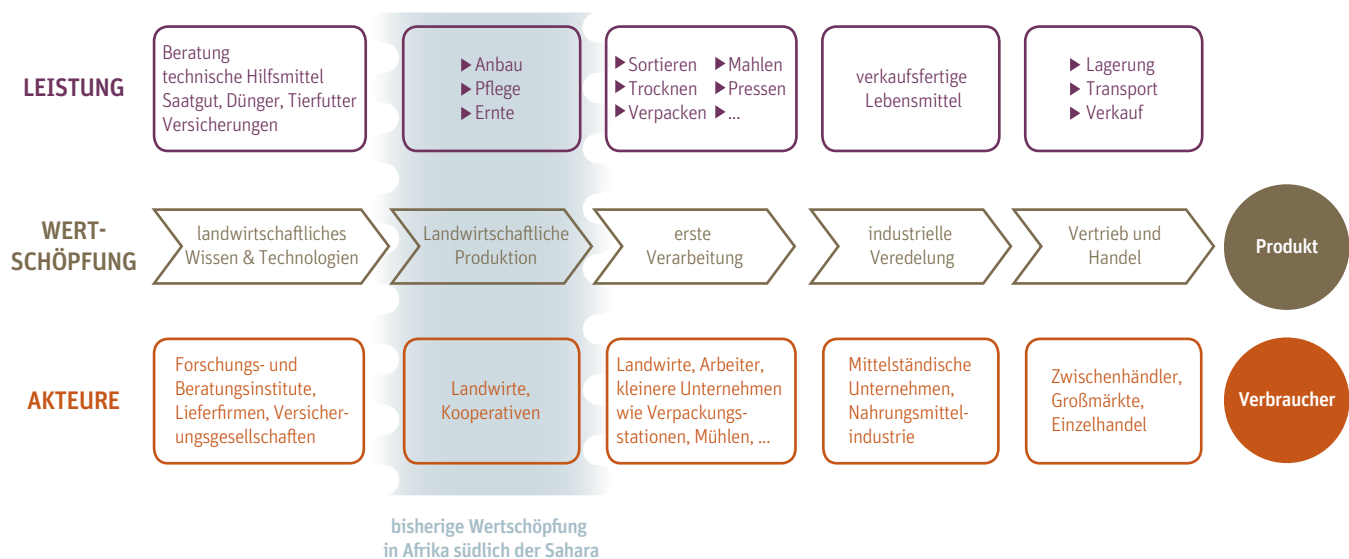 LEISTUNG
Beratung
technische Hilfsmittel
Saatgut, Dünger, Tierfutter
Versicherungen
▶ Anbau
▶ Pflege
▶ Ernte
▶ Sortieren ▶ Mahlen
▶ Trocknen ▶ Pressen
▶ Verpacken ▶ ...
verkaufsfertige
Lebensmittel
▶ Lagerung
▶ Transport
▶ Verkauf
WERT-
SCHÖPFUNG
landwirtschaftliches
Wissen & Technologien
Landwirtschaftliche
Produktion
erste
Verarbeitung
industrielle
Veredelung
Vertrieb und
Handel
Produkt
AKTEURE
Forschungs- und
Beratungsinstitute,
Lieferfirmen, Versicher-
ungsgesellschaften
Landwirte,
Kooperativen
Landwirte, Arbeiter,
kleinere Unternehmen
wie Verpackungs-
stationen, Mühlen, ...
Mittelständische
Unternehmen,
Nahrungsmittel-
industrie
Zwischenhändler,
Großmärkte,
Einzelhandel
Verbraucher
bisherige Wertschöpfung
in Afrika südlich der Sahara